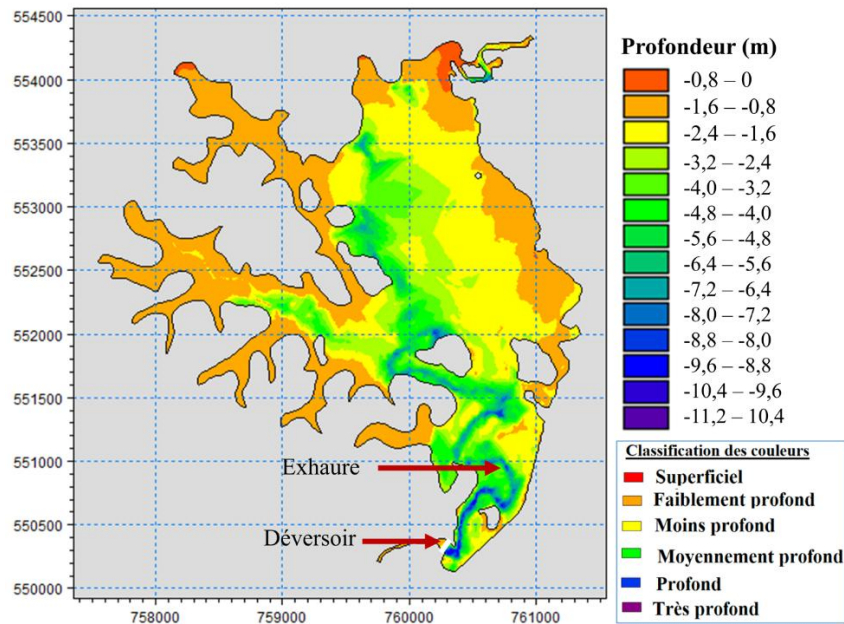 554500
554000
553500
553000
552500
552000
551500
551000
550500
550000
758000
759000
760000
761000
Exhaure
Déversoir
Profondeur (m)
-0,8 – 0
-1,6 – -0,8
-2,4 – -1,6
-3,2 – -2,4
-4,0 – -3,2
-4,8 – -4,0
-5,6 – -4,8
-6,4 – -5,6
-7,2 – -6,4
-8,0 – -7,2
-8,8 – -8,0
-9,6 – -8,8
-10,4 – -9,6
-11,2 – 10,4
Classification des couleurs
Superficiel
Faiblement profond
Moins profond
Moyennement profond
Profond
Très profond